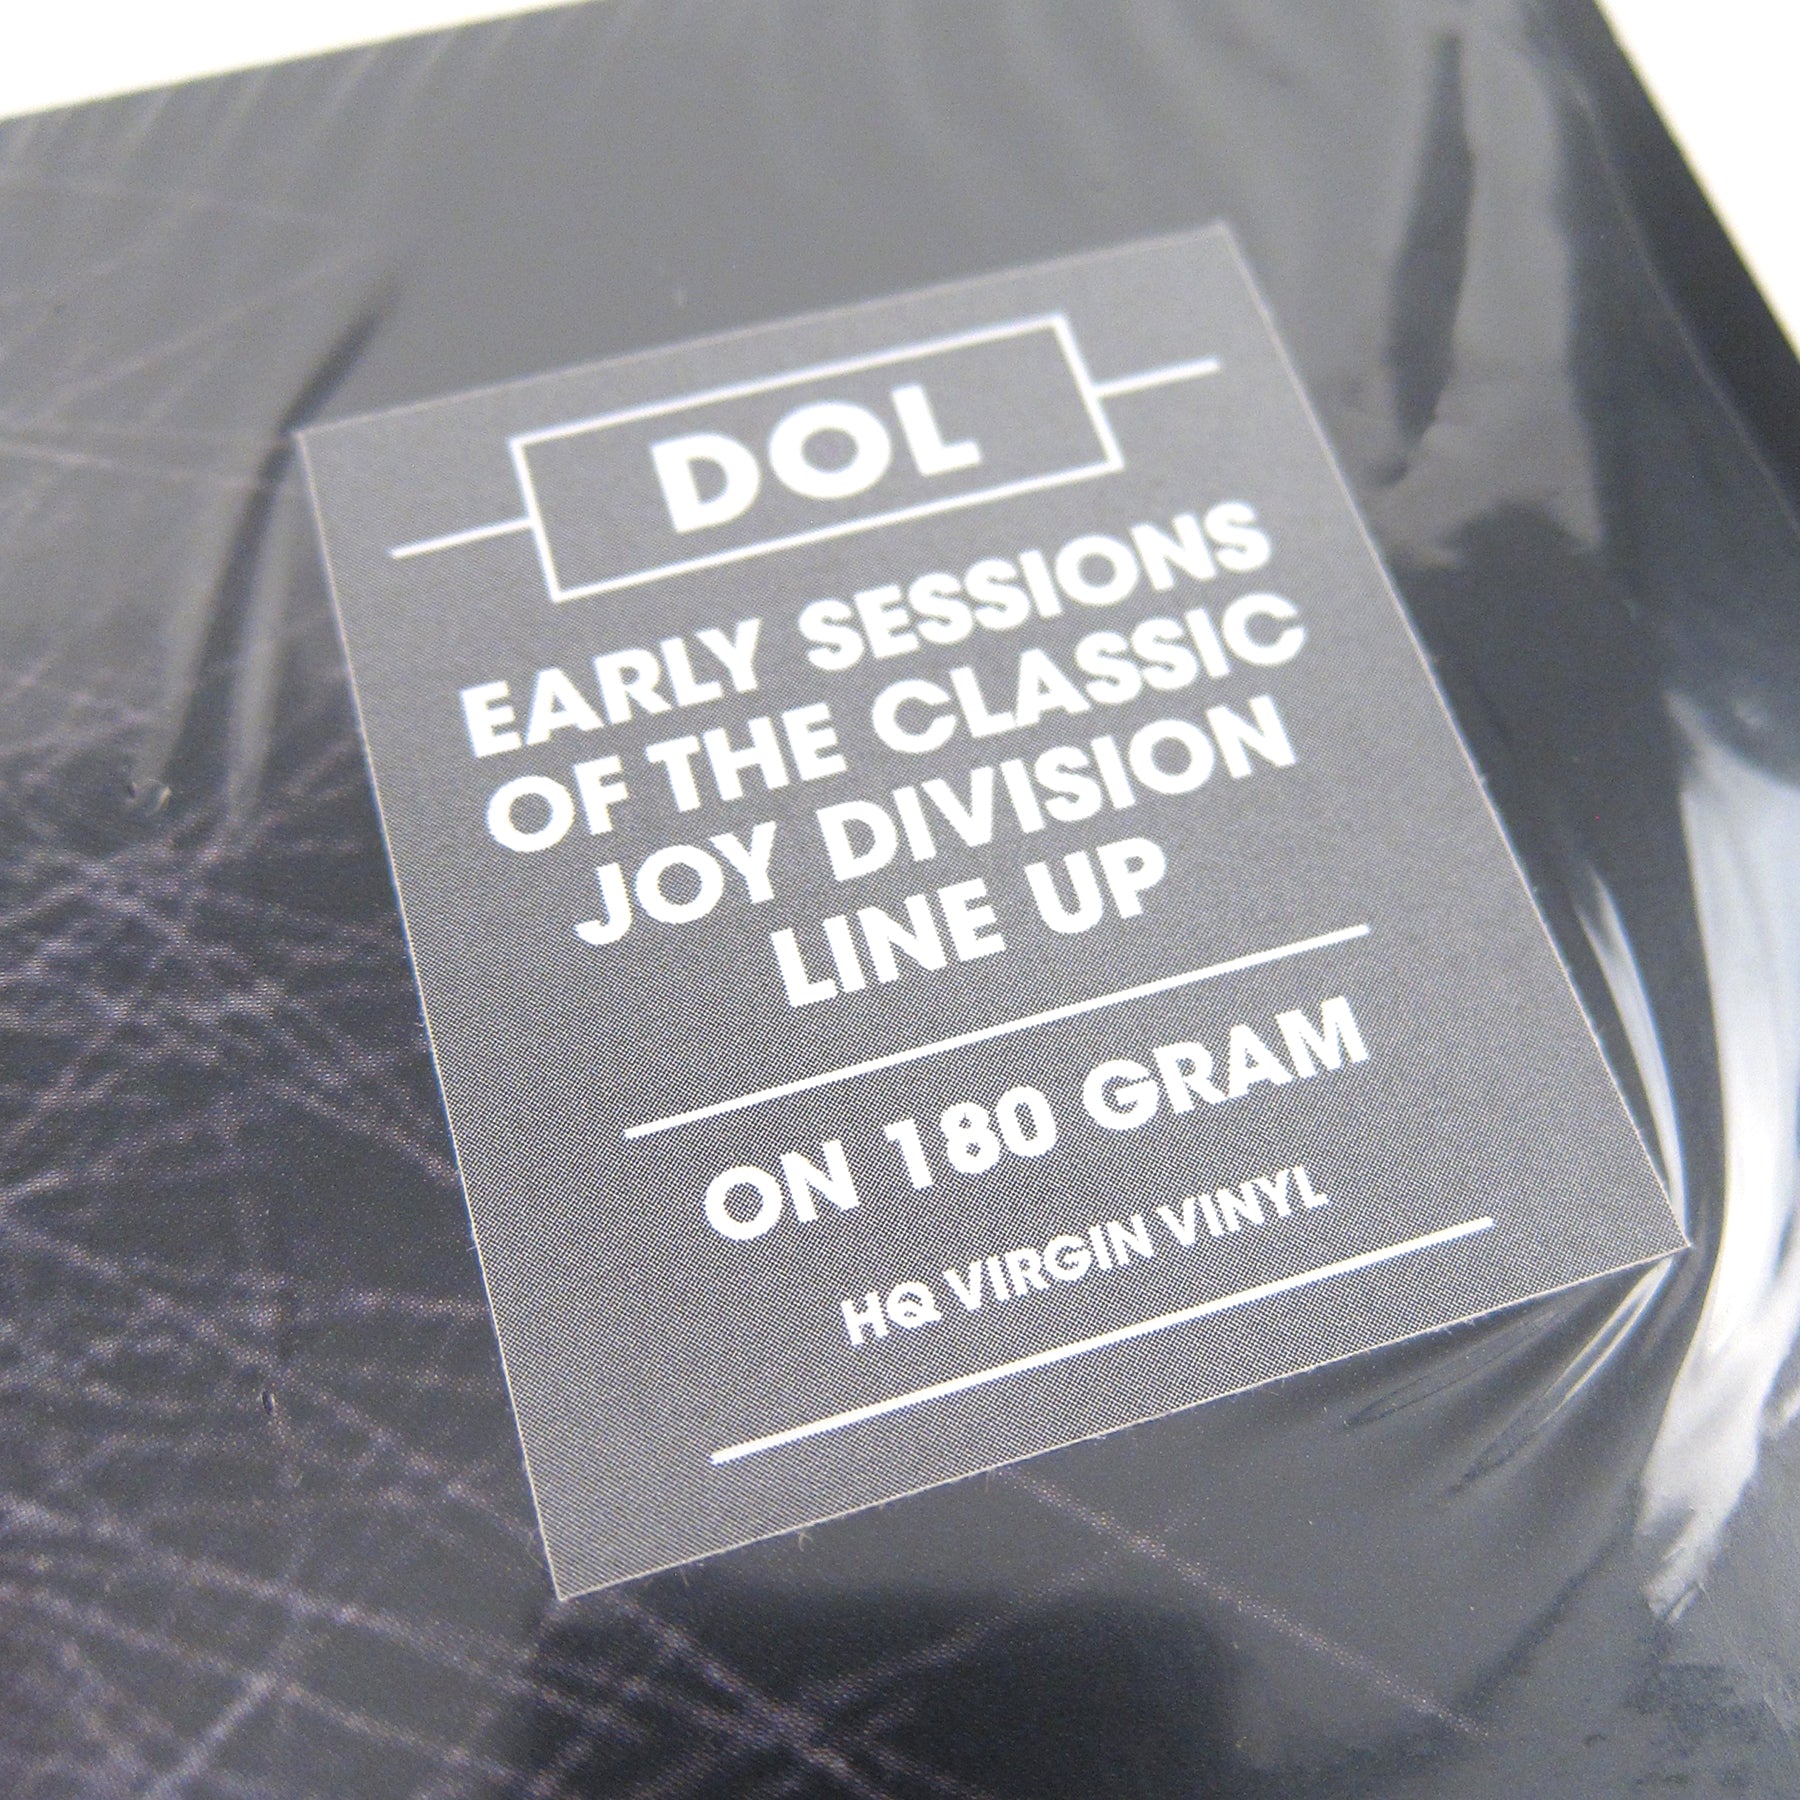 DOL
EARLY SESSIONS
OF THE CLASSIC
JOY DIVISION
LINE UP
ON 180 GRAM
HQ VIRGIN VINYL